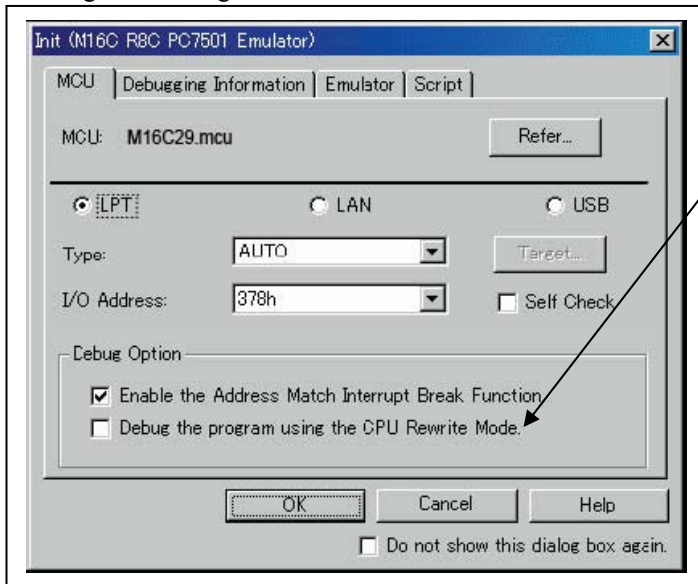 Init (M16C R8C PC7501 Emulator)
MCU Debugging Information Emulator Script
MCU: M16C29.mcu Refer...
LPT LAN USB
Type: AUTO Target...
I/O Address: 378h Self Check
Debug Option
Enable the Address Match Interrupt Break Function.
Debug the program using the CPU Rewrite Mode.
OK Cancel Help
Do not show this dialog box again.